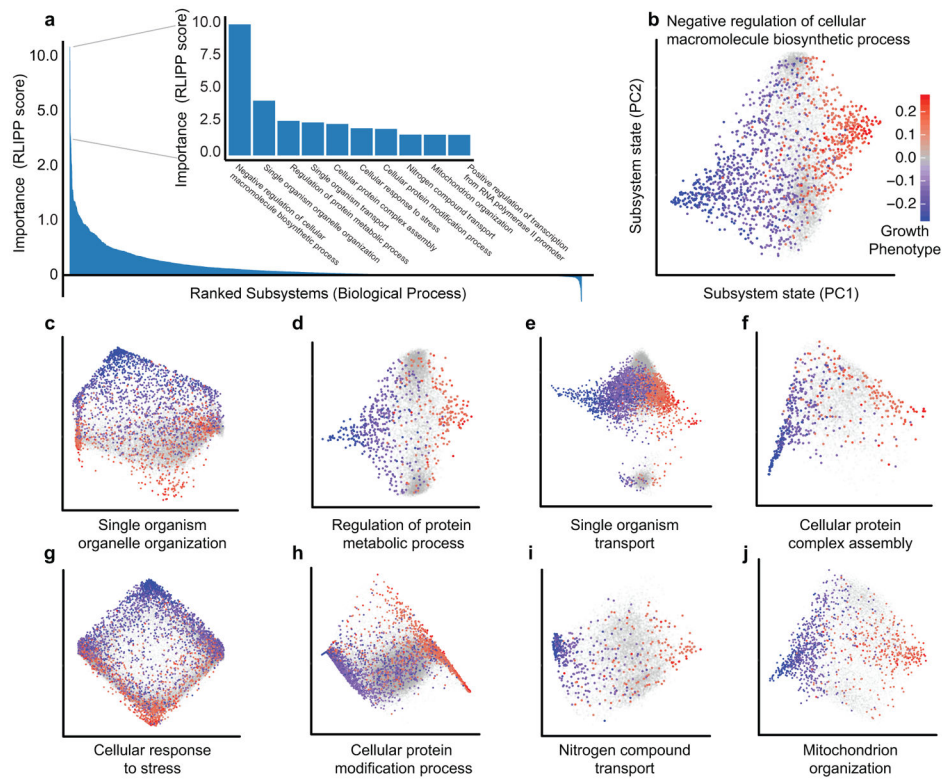 a
Importance (RLIPP score)
10.0
5.0
2.0
1.0
0
Ranked Subsystems (Biological Process)
Importance (RLIPP score)
10.0
7.5
5.0
2.5
0.0
Negative regulation of cellular
macromolecule biosynthetic process
Single organism organelle organization
Regulation of protein metabolic process
Single organism transport
Cellular protein complex assembly
Cellular response to stress
Cellular protein modification process
Nitrogen compound transport
Mitochondrion organization
Positive regulation of transcription
from RNA polymerase II promoter
b
Negative regulation of cellular
macromolecule biosynthetic process
Subsystem state (PC2)
Subsystem state (PC1)
0.2
0.1
0.0
−0.1
−0.2
Growth
Phenotype
c
Single organism
organelle organization
d
Regulation of protein
metabolic process
e
Single organism
transport
f
Cellular protein
complex assembly
g
Cellular response
to stress
h
Cellular protein
modification process
i
Nitrogen compound
transport
j
Mitochondrion
organization